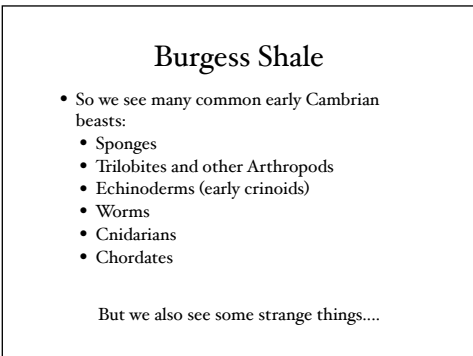 Burgess Shale
• So we see many common early Cambrian
beasts:
• Sponges
• Trilobites and other Arthropods
• Echinoderms (early crinoids)
• Worms
• Cnidarians
• Chordates
But we also see some strange things....